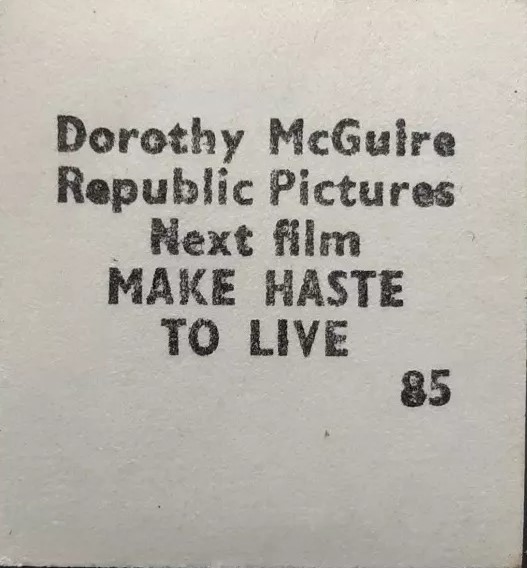 Dorothy McGuire
Republic Pictures
Next film
MAKE HASTE
TO LIVE
85